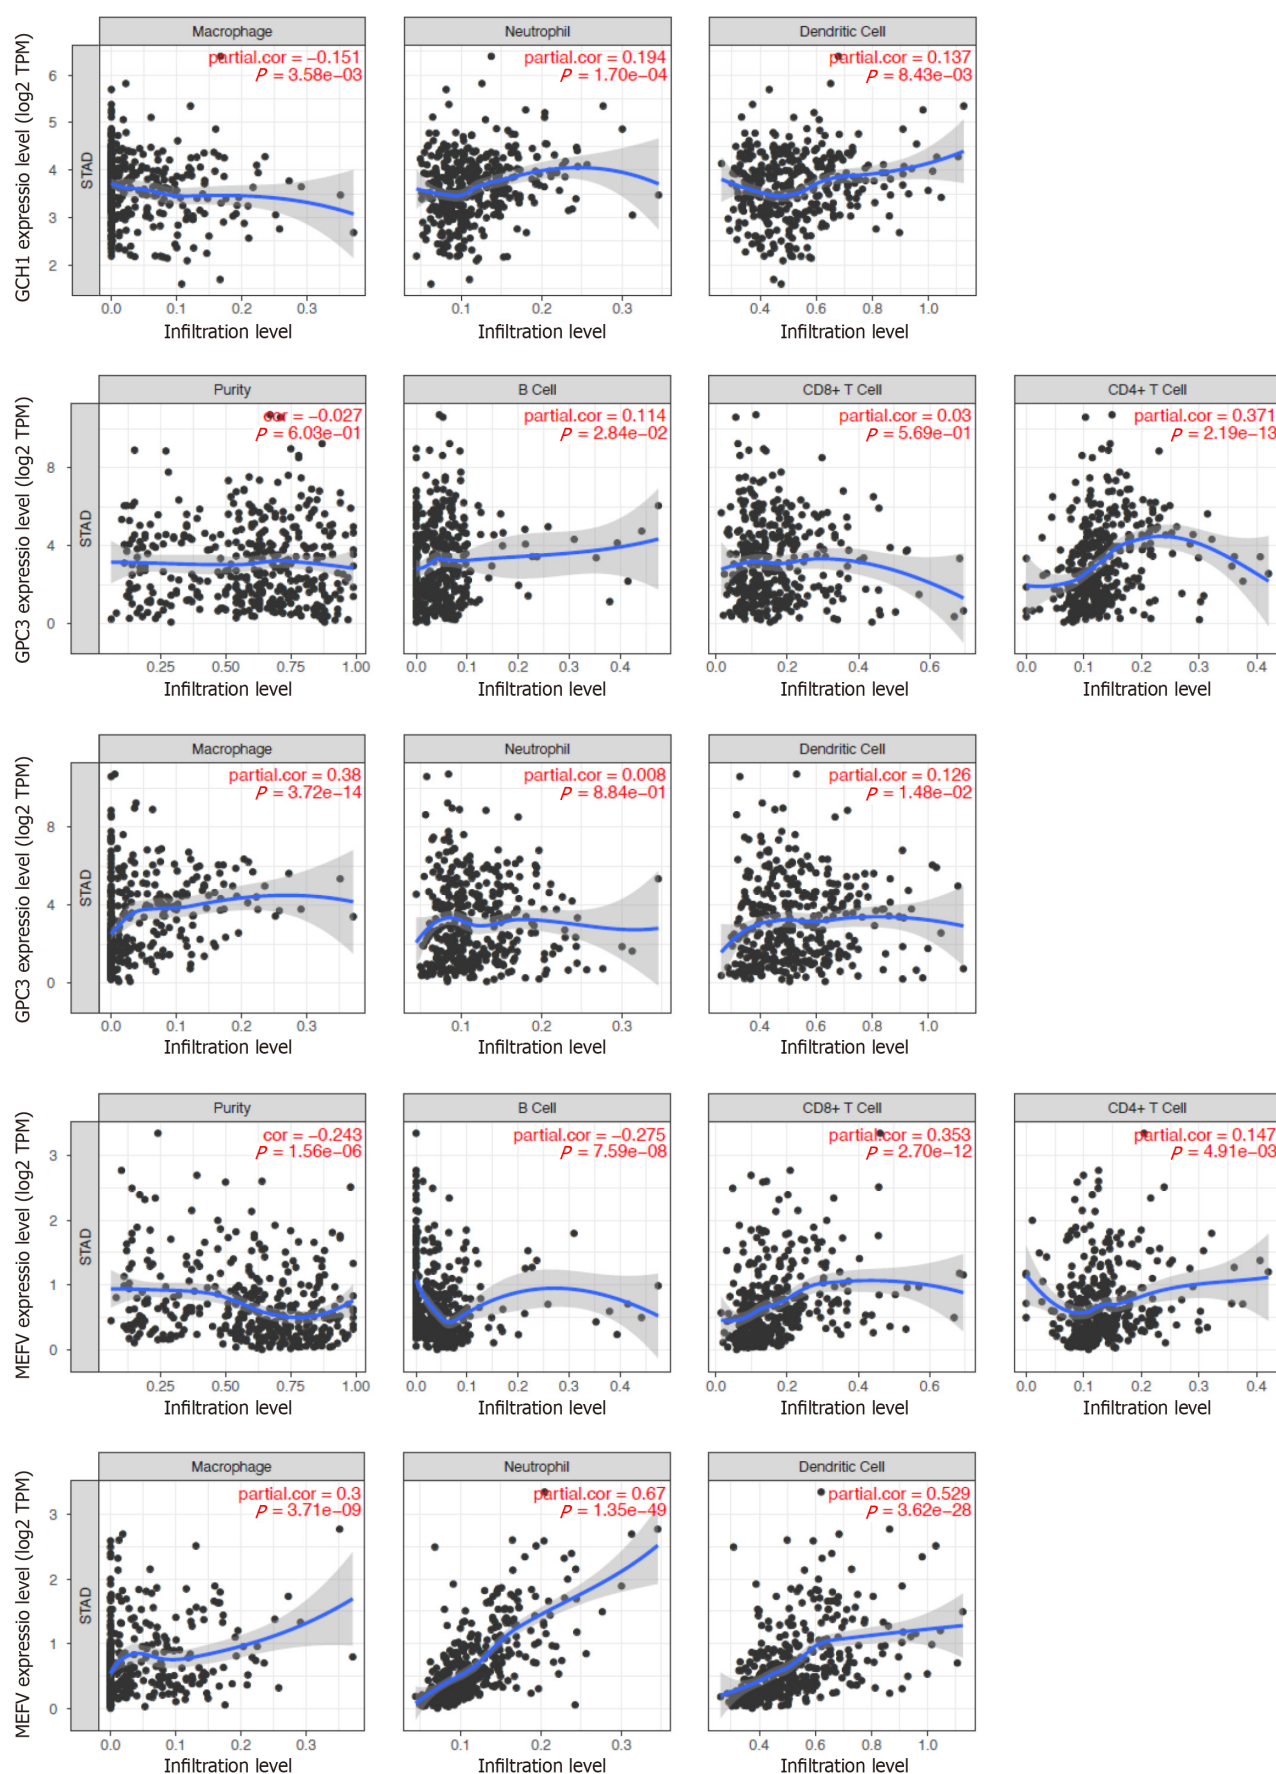 Macrophage
Neutrophil
Dendritic Cell
GCH1 expressio level (log2 TPM)
STAD
partial.cor = −0.151
P = 3.58e−03
partial.cor = 0.194
P = 1.70e−04
partial.cor = 0.137
P = 8.43e−03
6
5
4
3
2
0.0 0.1 0.2 0.3
0.1 0.2 0.3
0.4 0.6 0.8 1.0
Infiltration level
Infiltration level
Infiltration level
Purity
B Cell
CD8+ T Cell
CD4+ T Cell
GPC3 expressio level (log2 TPM)
STAD
cor = −0.027
P = 6.03e−01
partial.cor = 0.114
P = 2.84e−02
partial.cor = 0.03
P = 5.69e−01
partial.cor = 0.371
P = 2.19e−13
8
4
0
0.25 0.50 0.75 1.00
0.0 0.1 0.2 0.3 0.4
0.0 0.2 0.4 0.6
0.0 0.1 0.2 0.3 0.4
Infiltration level
Infiltration level
Infiltration level
Infiltration level
Macrophage
Neutrophil
Dendritic Cell
GPC3 expressio level (log2 TPM)
STAD
partial.cor = 0.38
P = 3.72e−14
partial.cor = 0.008
P = 8.84e−01
partial.cor = 0.126
P = 1.48e−02
8
4
0
0.0 0.1 0.2 0.3
0.1 0.2 0.3
0.4 0.6 0.8 1.0
Infiltration level
Infiltration level
Infiltration level
Purity
B Cell
CD8+ T Cell
CD4+ T Cell
MEFV expressio level (log2 TPM)
STAD
cor = −0.243
P = 1.56e−06
partial.cor = −0.275
P = 7.59e−08
partial.cor = 0.353
P = 2.70e−12
partial.cor = 0.147
P = 4.91e−03
3
2
1
0
0.25 0.50 0.75 1.00
0.0 0.1 0.2 0.3 0.4
0.0 0.2 0.4 0.6
0.0 0.1 0.2 0.3 0.4
Infiltration level
Infiltration level
Infiltration level
Infiltration level
Macrophage
Neutrophil
Dendritic Cell
MEFV expressio level (log2 TPM)
STAD
partial.cor = 0.3
P = 3.71e−09
partial.cor = 0.67
P = 1.35e−49
partial.cor = 0.529
P = 3.62e−28
3
2
1
0
0.0 0.1 0.2 0.3
0.1 0.2 0.3
0.4 0.6 0.8 1.0
Infiltration level
Infiltration level
Infiltration level